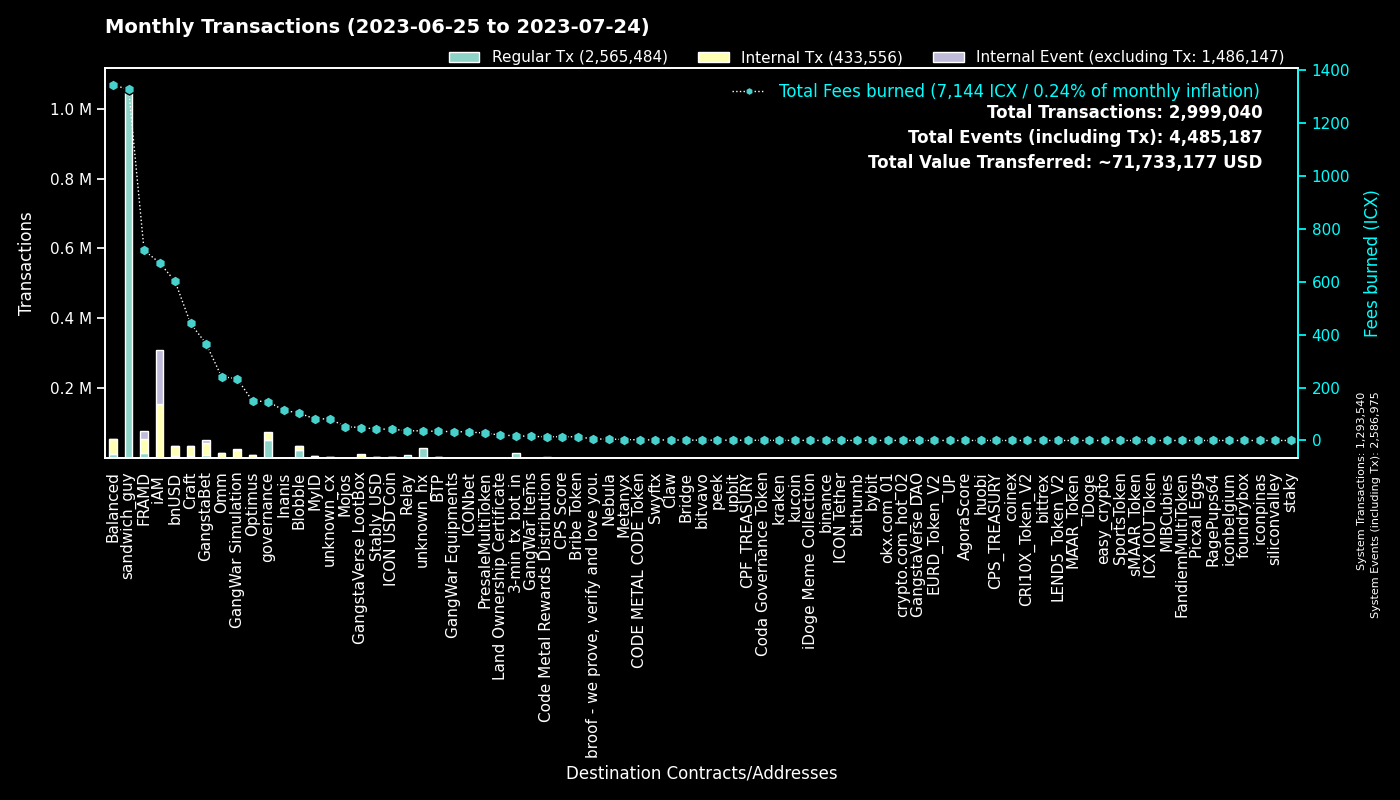 Monthly Transactions (2023-06-25 to 2023-07-24)
Regular Tx (2,565,484)
Internal Tx (433,556)
Internal Event (excluding Tx: 1,486,147)
Total Fees burned (7,144 ICX / 0.24% of monthly inflation)
Total Transactions: 2,999,040
Total Events (including Tx): 4,485,187
Total Value Transferred: ~71,733,177 USD
Transactions
1.0 M
0.8 M
0.6 M
0.4 M
0.2 M
1400
1200
1000
800
600
400
200
0
Fees burned (ICX)
System Transactions: 1,293,540
System Events (including Tx): 2,586,975
Balanced
sandwich_guy
FRAMD
iAM
bnUSD
Craft
GangstaBet
Omm
GangWar Simulation
Optimus
governance
Inanis
Blobble
MyID
unknown_cx
Mojos
GangstaVerse LootBox
Stably_USD
ICON USD Coin
Relay
unknown_hx
BTP
GangWar Equipments
ICONbet
PresaleMultiToken
Land Ownership Certificate
3-min_tx_bot_in
GangWar Items
Code Metal Rewards Distribution
CPS Score
Bribe Token
broof - we prove, verify and love you.
Nebula
Metanyx
CODE METAL CODE Token
Swyftx
Claw
Bridge
bitvavo
peek
upbit
CPF_TREASURY
Coda Governance Token
kraken
kucoin
iDoge Meme Collection
binance
ICON Tether
bithumb
bybit
okx.com_01
crypto.com_hot_02
GangstaVerse DAO
EURD_Token_V2
_UP
AgoraScore
huobi
CPS_TREASURY
coinex
CRI10X_Token_V2
bittrex
LEND5_Token_V2
MAAR_Token
_iDoge
easy_crypto
SportsToken
sMAAR_Token
ICX IOU Token
MIBCubies
FandiemMultiToken
Picxal Eggs
RagePups64
iconbelgium
foundrybox
iconpinas
siliconvalley
staky
Destination Contracts/Addresses